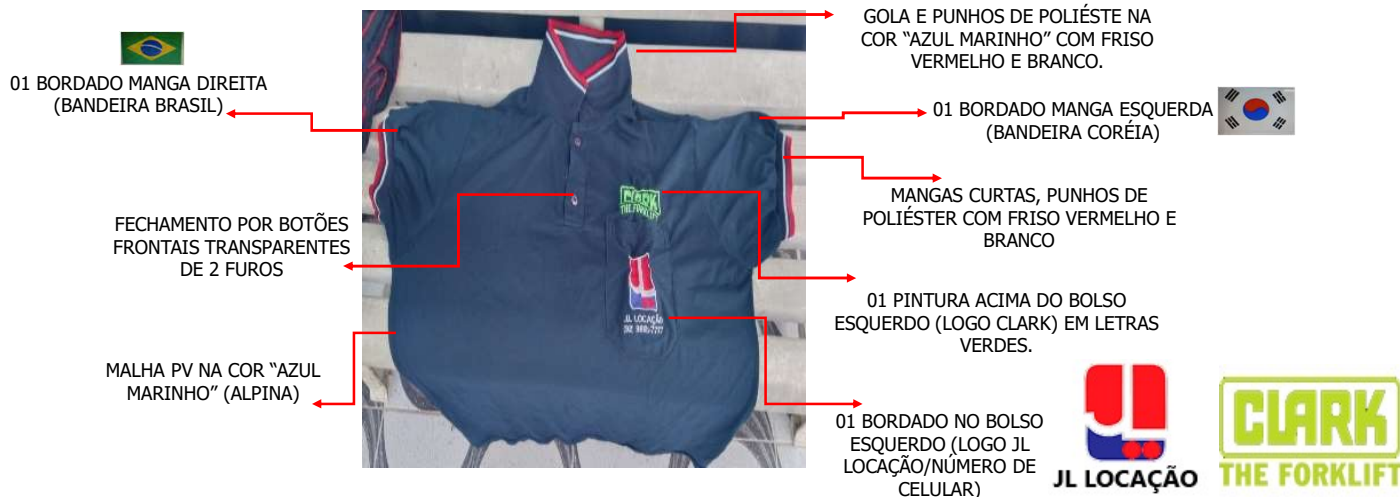 GOLA E PUNHOS DE POLIÉSTE NA
COR “AZUL MARINHO” COM FRISO
VERMELHO E BRANCO.
01 BORDADO MANGA DIREITA
(BANDEIRA BRASIL)
01 BORDADO MANGA ESQUERDA
(BANDEIRA CORÉIA)
MANGAS CURTAS, PUNHOS DE
POLIÉSTER COM FRISO VERMELHO E
BRANCO
FECHAMENTO POR BOTÕES
FRONTAIS TRANSPARENTES
DE 2 FUROS
CLARK
THE FORKLIFT
JL LOCAÇÃO
01 PINTURA ACIMA DO BOLSO
ESQUERDO (LOGO CLARK) EM LETRAS
VERDES.
MALHA PV NA COR “AZUL
MARINHO” (ALPINA)
01 BORDADO NO BOLSO
ESQUERDO (LOGO JL
LOCAÇÃO/NÚMERO DE
CELULAR)
JL LOCAÇÃO
CLARK
THE FORKLIFT